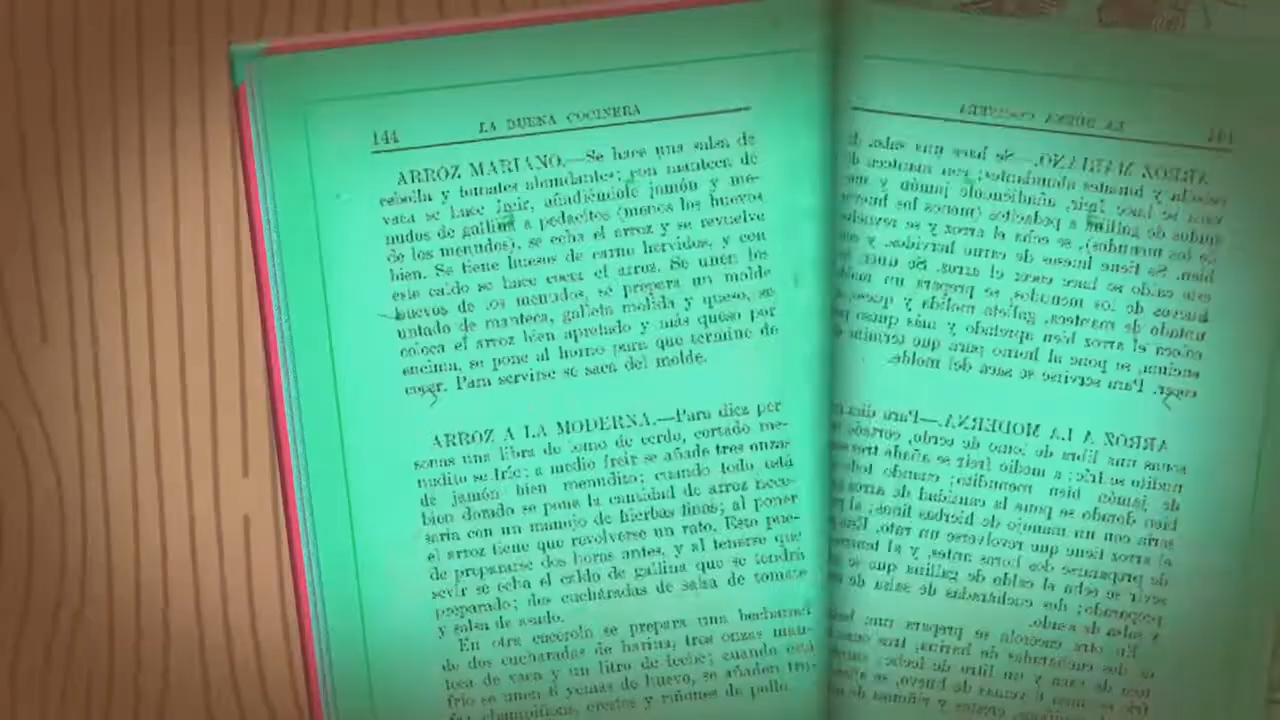 144 LA BUENA COCINERA
ARROZ MARIANO.—Se hace una salsa de
cebolla y tomates abundantes; con manteca de
vaca se hace freir, añadiéndole jamón y me-
nudos de gallina a pedacitos (menos los huevos
de los menudos), se echa el arroz y se revuelve
bien. Se tiene huesos de carne hervidos, y con
este caldo se hace cocer el arroz. Se unen los
huevos de los menudos, se prepara un molde
untado de manteca, galleta molida y queso, se
coloca el arroz bien apretado y más queso por
encima, se pone al horno para que termine de
cocer. Para servirse se saca del molde.
ARROZ A LA MODERNA.—Para diez per-
sonas una libra de lomo de cerdo, cortado me-
nudito se fríe; a medio freir se añade tres onzas
de jamón bien menudito; cuando todo está
bien dorado se pone la cantidad de arroz nece-
saria con un manojo de hierbas finas; al poner
el arroz tiene que revolverse un rato. Esto pue-
de prepararse dos horas antes, y al tenerse que
sevir se echa el caldo de gallina que se tendrá
preparado; dos cucharadas de salsa de tomate
y salsa de asado.
En otra cacerola se prepara una bechamel
de dos cucharadas de harina, tres onzas man-
teca de vaca y un litro de leche; cuando está
frío se unen 6 yemas de huevo, se añaden tru-
fas, champiñons, crestas y riñones de pollo.